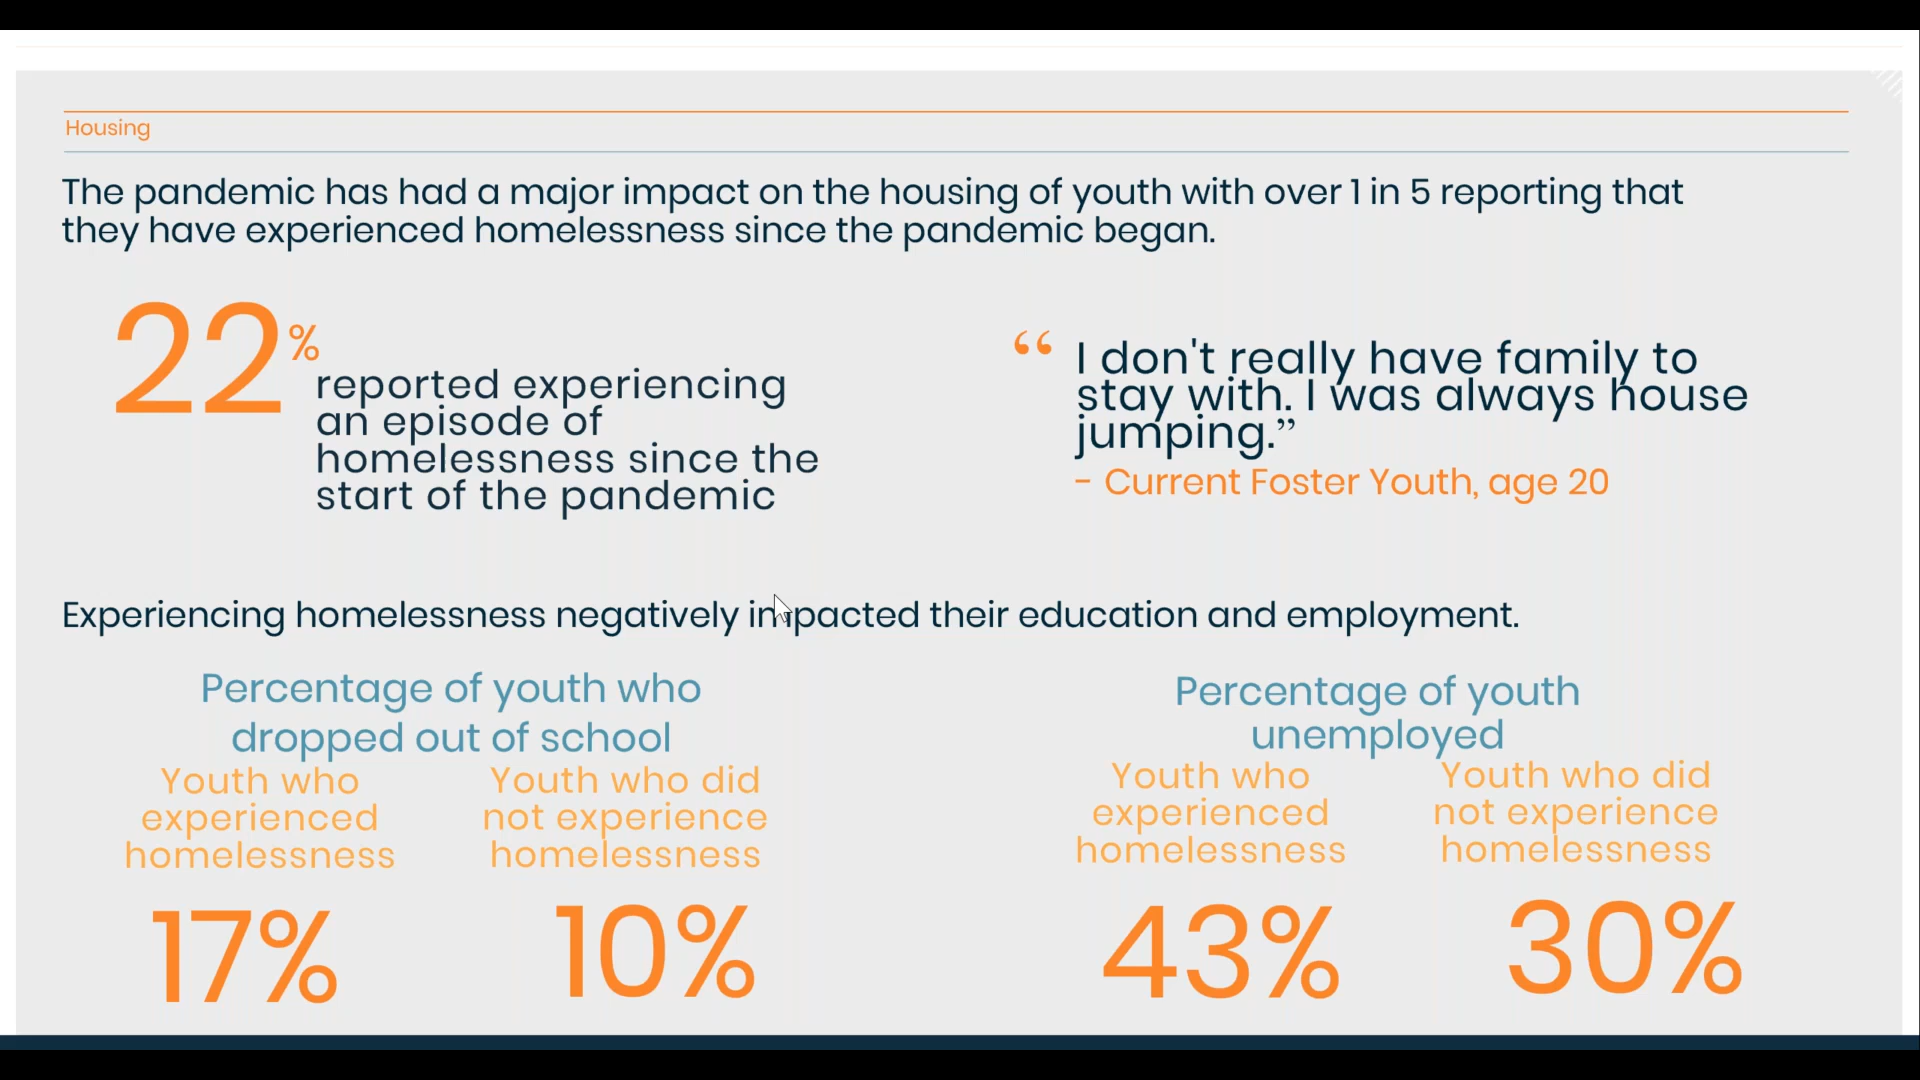 Housing
The pandemic has had a major impact on the housing of youth with over 1 in 5 reporting that
they have experienced homelessness since the pandemic began.
22%
reported experiencing
an episode of
homelessness since the
start of the pandemic
“ I don't really have family to
stay with. I was always house
jumping.”
- Current Foster Youth, age 20
Experiencing homelessness negatively impacted their education and employment.
Percentage of youth who
dropped out of school
Youth who
experienced
homelessness
17%
Youth who did
not experience
homelessness
10%
Percentage of youth
unemployed
Youth who
experienced
homelessness
43%
Youth who did
not experience
homelessness
30%